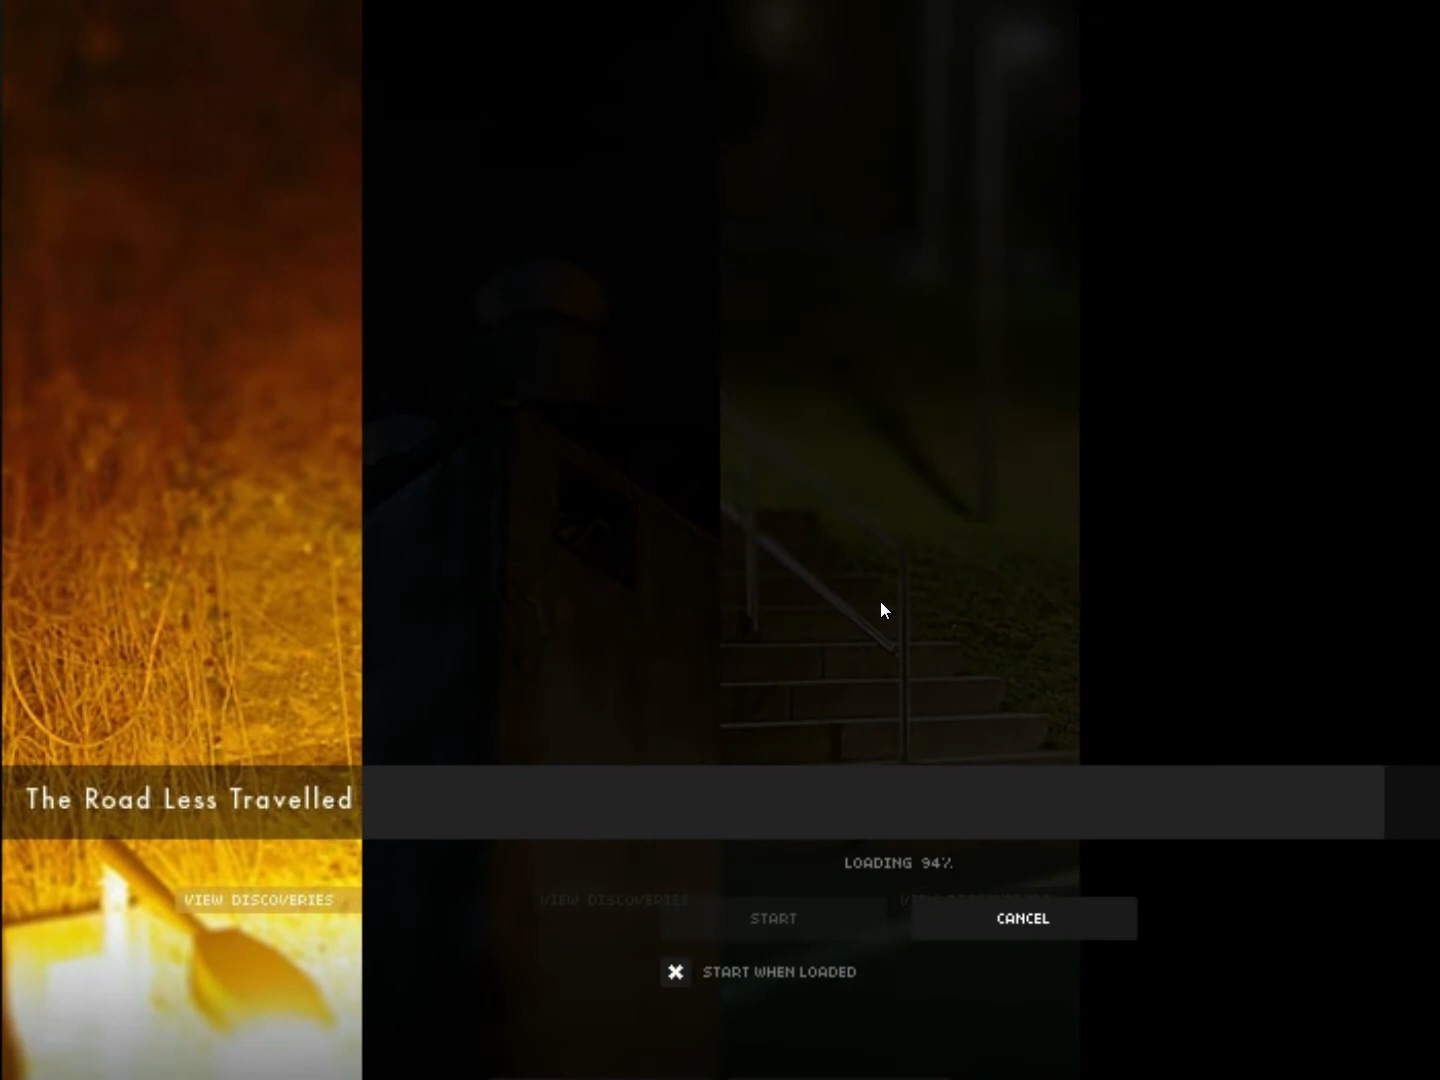 The Road Less Travelled
LOADING 94%
VIEW DISCOVERIES
VIEW DISCOVERIES
START
CANCEL
START WHEN LOADED